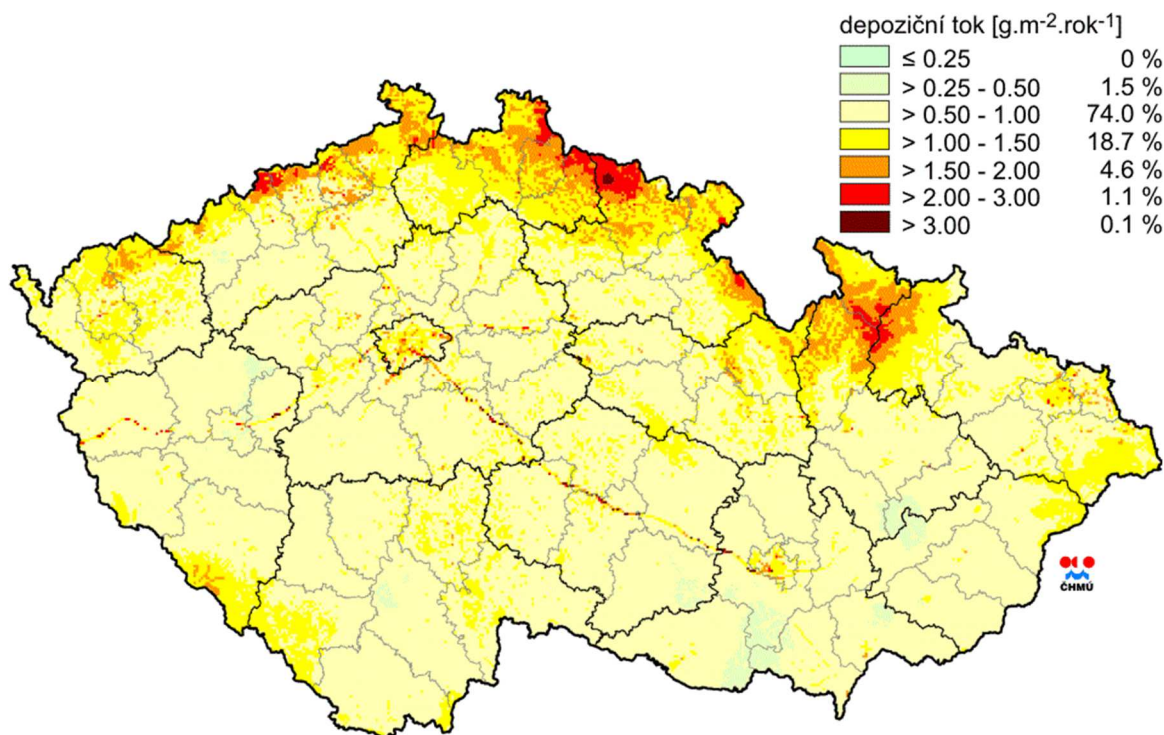 depoziční tok [g.m-2.rok-1]
≤ 0.25 0 %
> 0.25 - 0.50 1.5 %
> 0.50 - 1.00 74.0 %
> 1.00 - 1.50 18.7 %
> 1.50 - 2.00 4.6 %
> 2.00 - 3.00 1.1 %
> 3.00 0.1 %
ČHMÚ